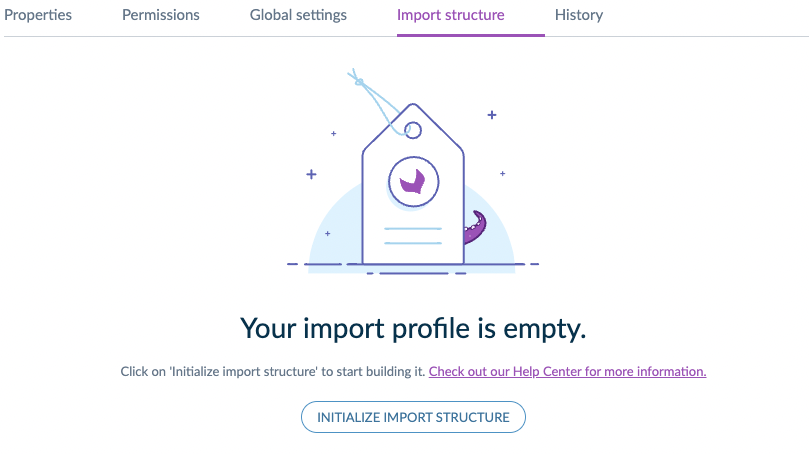 Properties Permissions Global settings Import structure History
Your import profile is empty.
Click on 'Initialize import structure' to start building it. Check out our Help Center for more information.
INITIALIZE IMPORT STRUCTURE